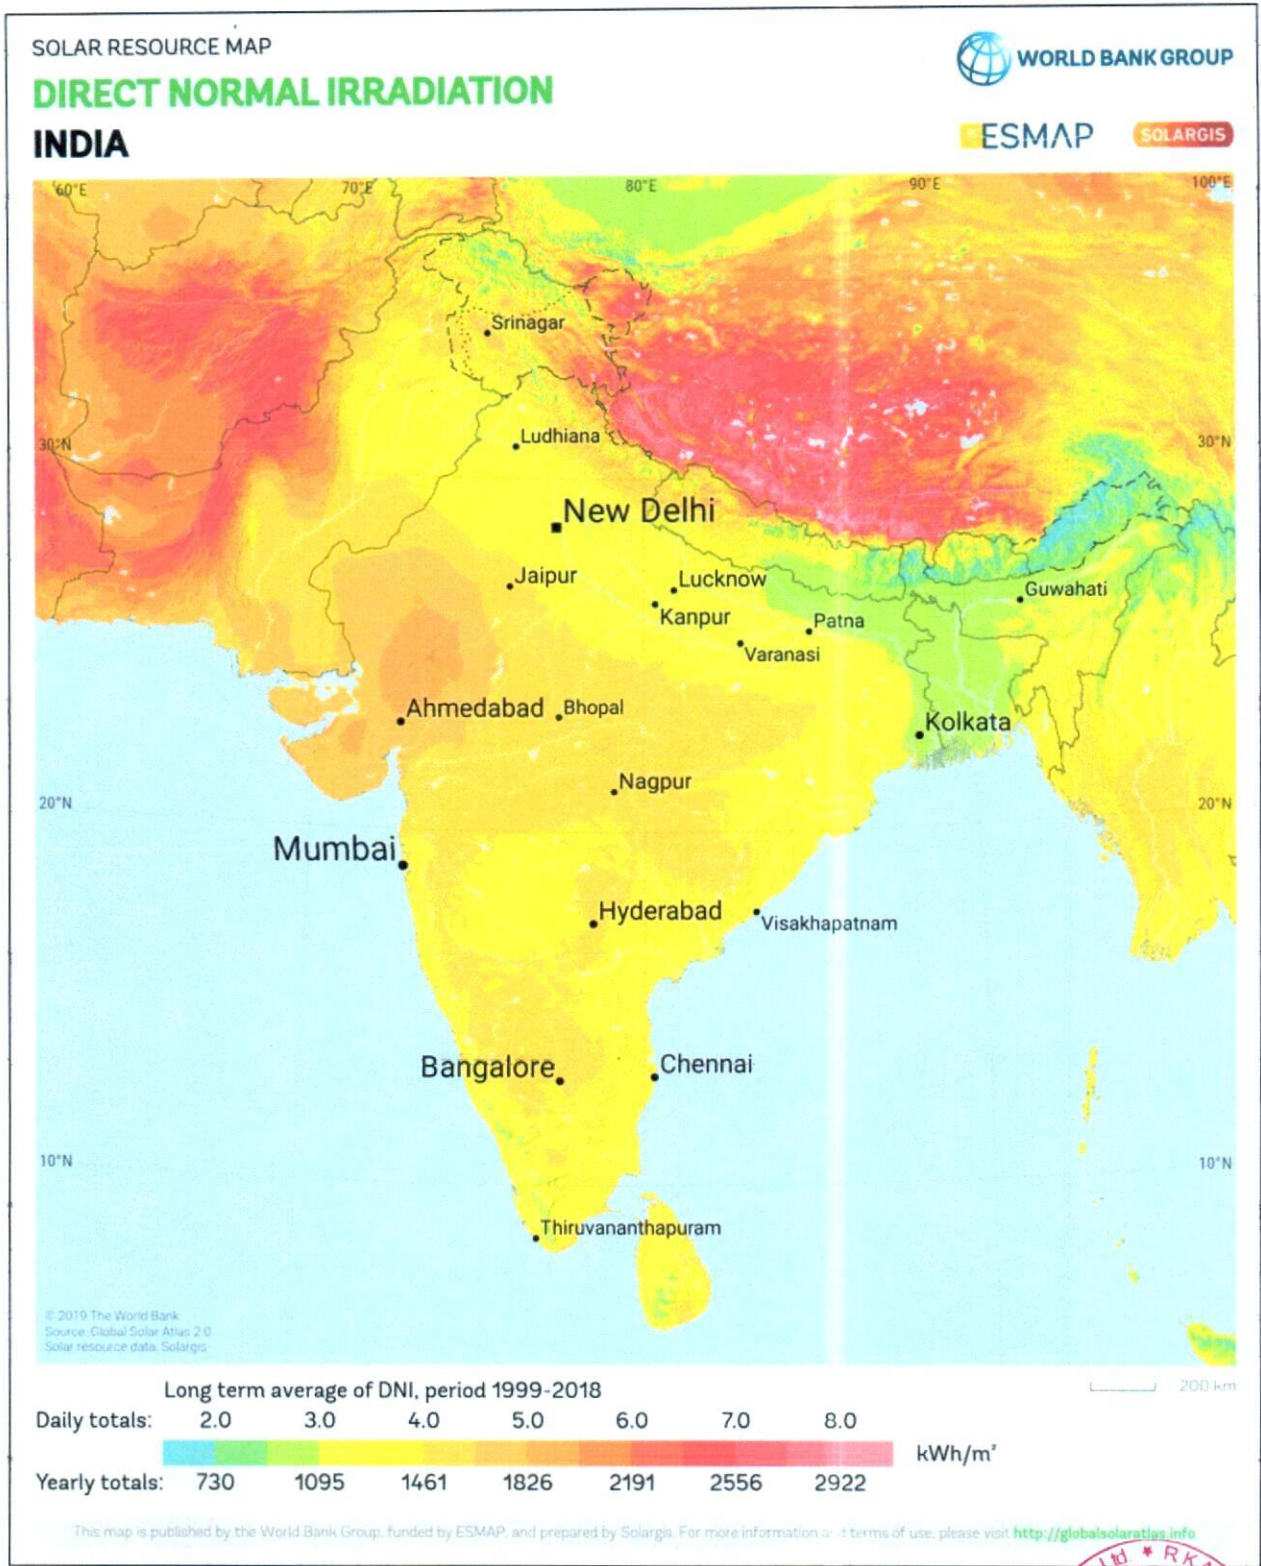 SOLAR RESOURCE MAP
DIRECT NORMAL IRRADIATION
INDIA
WORLD BANK GROUP
ESMAP
SOLARGIS
60°E 70°E 80°E 90°E 100°E
Srinagar
30°N Ludhiana 30°N
New Delhi
Jaipur Lucknow Guwahati
Kanpur Patna
Varanasi
Ahmedabad Bhopal Kolkata
Nagpur
20°N 20°N
Mumbai
Hyderabad
Visakhapatnam
Bangalore Chennai
10°N 10°N
Thiruvananthapuram
© 2019 The World Bank
Source: Global Solar Atlas 2.0
Solar resource data: Solargis
Long term average of DNI, period 1999-2018
200 km
Daily totals: 2.0 3.0 4.0 5.0 6.0 7.0 8.0
kWh/m²
Yearly totals: 730 1095 1461 1826 2191 2556 2922
This map is published by the World Bank Group, funded by ESMAP, and prepared by Solargis. For more information terms of use, please visit http://globalsolaratlas.info
Ltd. * RK